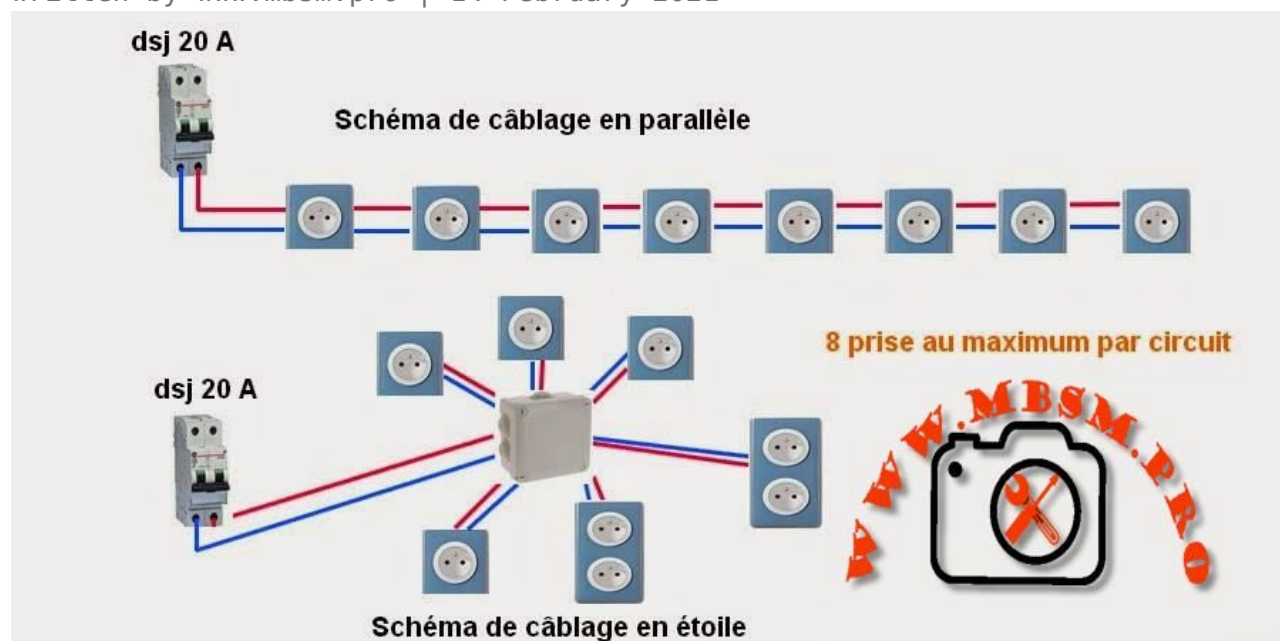 dsj 20 A
Schéma de câblage en parallèle
8 prise au maximum par circuit
dsj 20 A
WWW.MBSM.PRO
Schéma de câblage en étoile